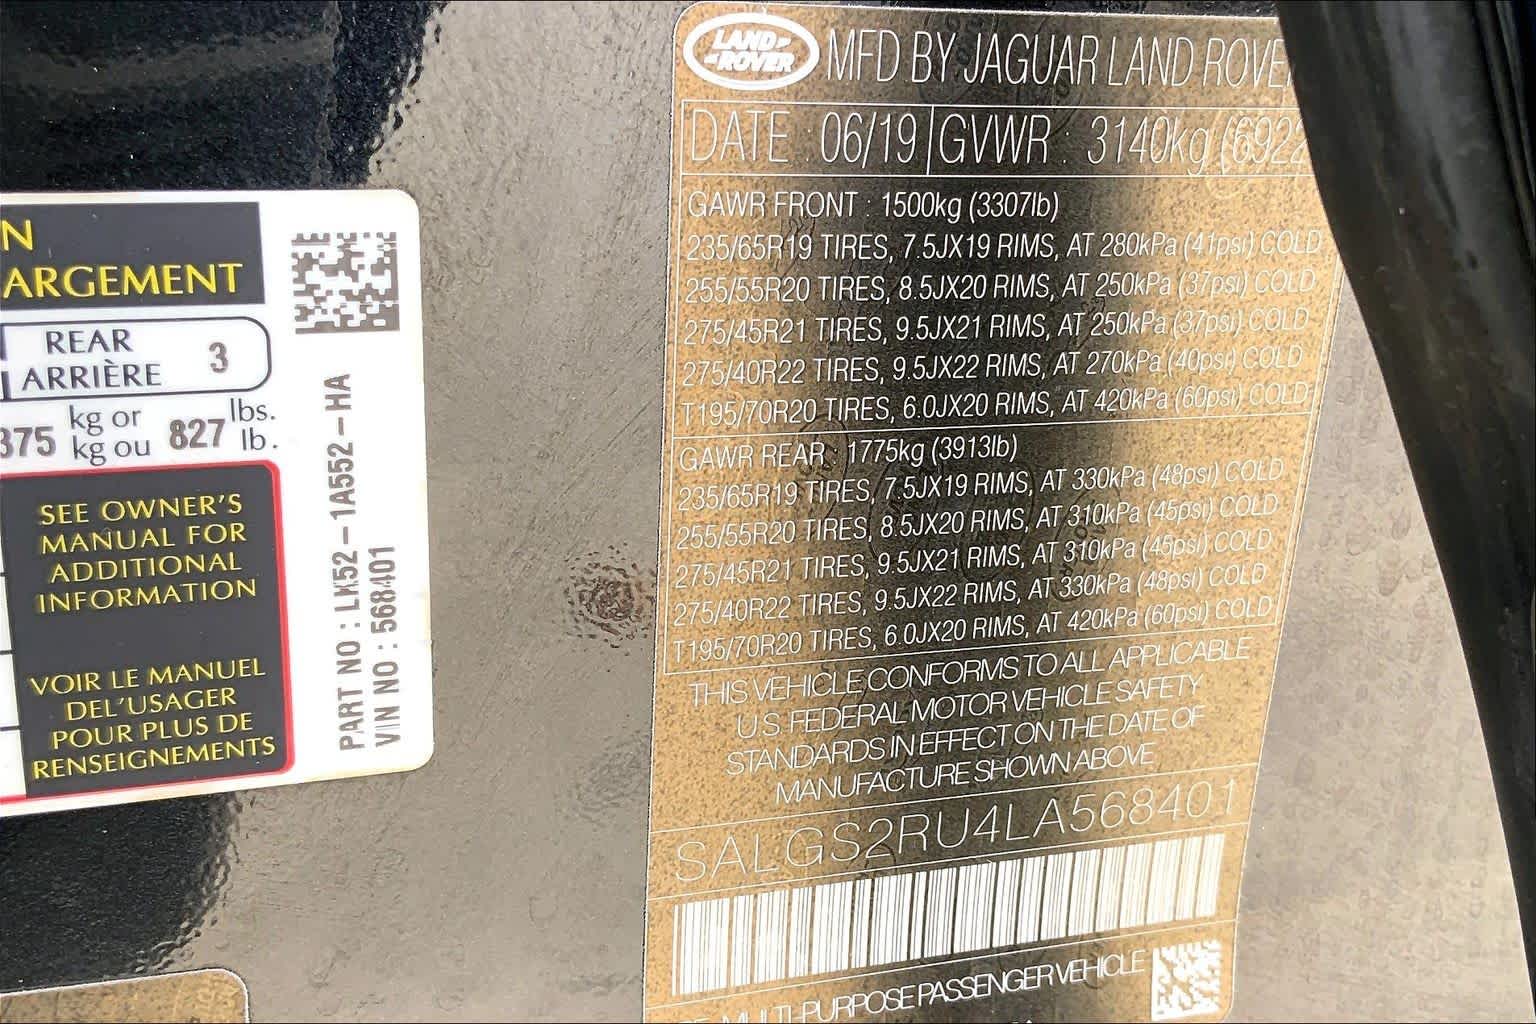 N
ARGEMENT
REAR
ARRIÈRE 3
375 kg or 827 lbs.
kg ou lb.
SEE OWNER'S
MANUAL FOR
ADDITIONAL
INFORMATION
VOIR LE MANUEL
DEL'USAGER
POUR PLUS DE
RENSEIGNEMENTS
PART NO : LK52-1A552-HA
VIN NO : 568401
LAND ROVER
MFD BY JAGUAR LAND ROVE
DATE : 06/19 GVWR : 3140kg (6922
GAWR FRONT : 1500kg (3307lb)
235/65R19 TIRES, 7.5JX19 RIMS, AT 280kPa (41psi) COLD
255/55R20 TIRES, 8.5JX20 RIMS, AT 250kPa (37psi) COLD
275/45R21 TIRES, 9.5JX21 RIMS, AT 250kPa (37psi) COLD
275/40R22 TIRES, 9.5JX22 RIMS, AT 270kPa (40psi) COLD
T195/70R20 TIRES, 6.0JX20 RIMS, AT 420kPa (60psi) COLD
GAWR REAR : 1775kg (3913lb)
235/65R19 TIRES, 7.5JX19 RIMS, AT 330kPa (48psi) COLD
255/55R20 TIRES, 8.5JX20 RIMS, AT 310kPa (45psi) COLD
275/45R21 TIRES, 9.5JX21 RIMS, AT 310kPa (45psi) COLD
275/40R22 TIRES, 9.5JX22 RIMS, AT 330kPa (48psi) COLD
T195/70R20 TIRES, 6.0JX20 RIMS, AT 420kPa (60psi) COLD
THIS VEHICLE CONFORMS TO ALL APPLICABLE
U.S. FEDERAL MOTOR VEHICLE SAFETY
STANDARDS IN EFFECT ON THE DATE OF
MANUFACTURE SHOWN ABOVE
SALGS2RU4LA568401
MULTI-PURPOSE PASSENGER VEHICLE